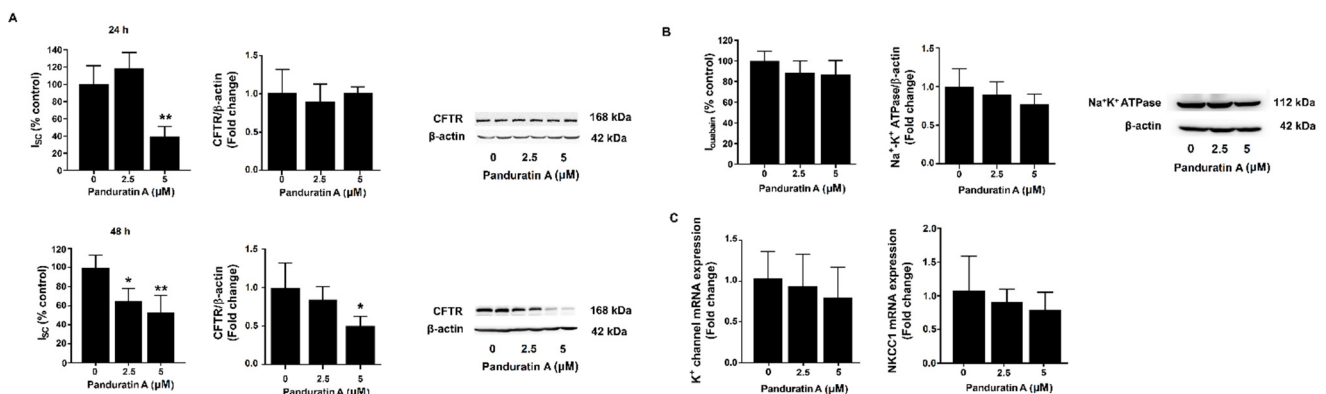 A
24 h
I_SC (% control)
140
120
100
80
60
40
20
0
**
0 2.5 5
Panduratin A (µM)
CFTR/β-actin
(Fold change)
1.5
1.0
0.5
0.0
0 2.5 5
Panduratin A (µM)
CFTR 168 kDa
β-actin 42 kDa
0 2.5 5
Panduratin A (µM)
48 h
I_SC (% control)
120
100
80
60
40
20
0
*
**
0 2.5 5
Panduratin A (µM)
CFTR/β-actin
(Fold change)
1.5
1.0
0.5
0.0
*
0 2.5 5
Panduratin A (µM)
CFTR 168 kDa
β-actin 42 kDa
0 2.5 5
Panduratin A (µM)
B
I_ouabain (% control)
120
100
80
60
40
20
0
0 2.5 5
Panduratin A (µM)
Na⁺-K⁺ ATPase/β-actin
(Fold change)
1.5
1.0
0.5
0.0
0 2.5 5
Panduratin A (µM)
Na⁺K⁺ ATPase 112 kDa
β-actin 42 kDa
0 2.5 5
Panduratin A (µM)
C
K⁺ channel mRNA expression
(Fold change)
1.5
1.0
0.5
0.0
0 2.5 5
Panduratin A (µM)
NKCC1 mRNA expression
(Fold change)
2.0
1.5
1.0
0.5
0.0
0 2.5 5
Panduratin A (µM)